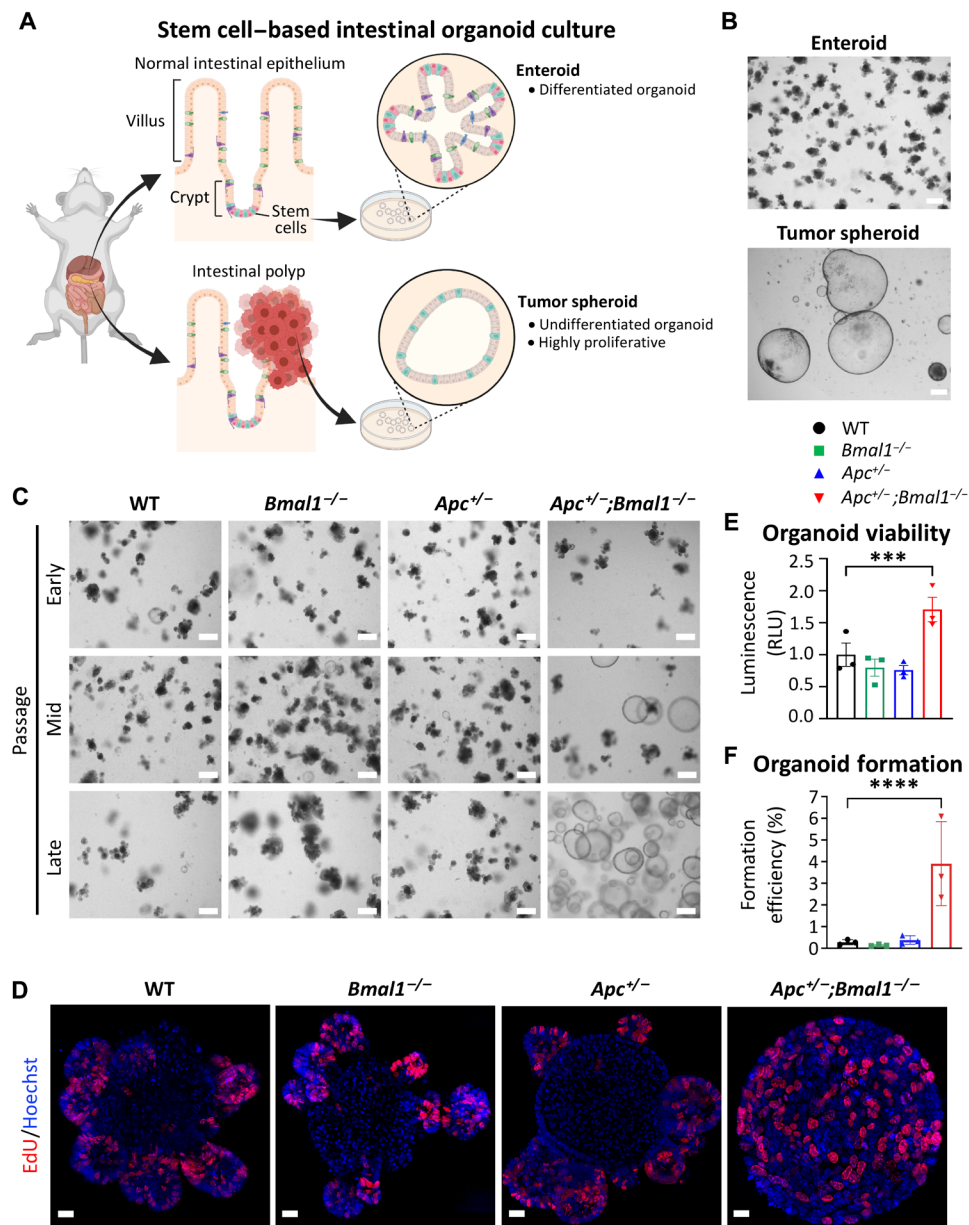 A
Stem cell–based intestinal organoid culture
Normal intestinal epithelium
Villus
Crypt
Stem
cells
Enteroid
• Differentiated organoid
Intestinal polyp
Tumor spheroid
• Undifferentiated organoid
• Highly proliferative
B
Enteroid
Tumor spheroid
WT
Bmal1−/−
Apc+/−
Apc+/−;Bmal1−/−
C
WT
Bmal1−/−
Apc+/−
Apc+/−;Bmal1−/−
Passage
Early
Mid
Late
E
Organoid viability
***
Luminescence
(RLU)
2.5
2.0
1.5
1.0
0.5
0.0
F
Organoid formation
****
Formation
efficiency (%)
7
6
5
4
3
2
1
0
D
WT
Bmal1−/−
Apc+/−
Apc+/−;Bmal1−/−
EdU/Hoechst